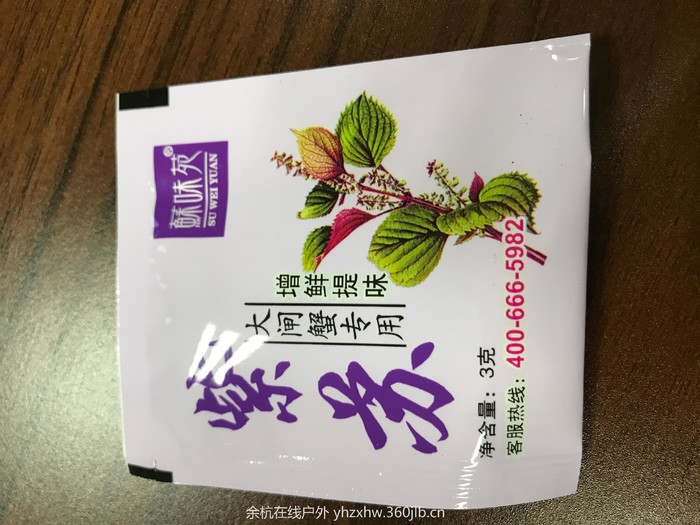 稣味苑®
SU WEI YUAN
增鲜提味
大闸蟹专用
紫苏
净含量：3克
客服热线：400-666-5982
余杭在线户外 yhzxhw.360jlb.cn